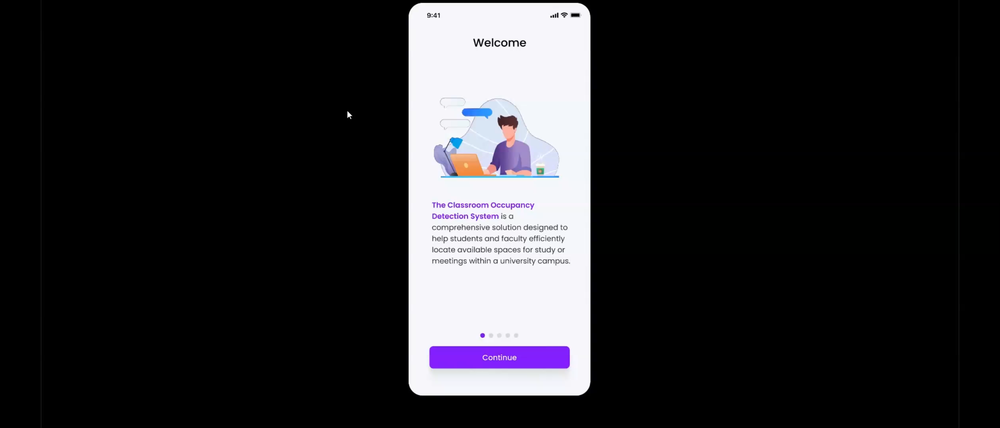 9:41
Welcome
The Classroom Occupancy
Detection System is a
comprehensive solution designed to
help students and faculty efficiently
locate available spaces for study or
meetings within a university campus.
Continue